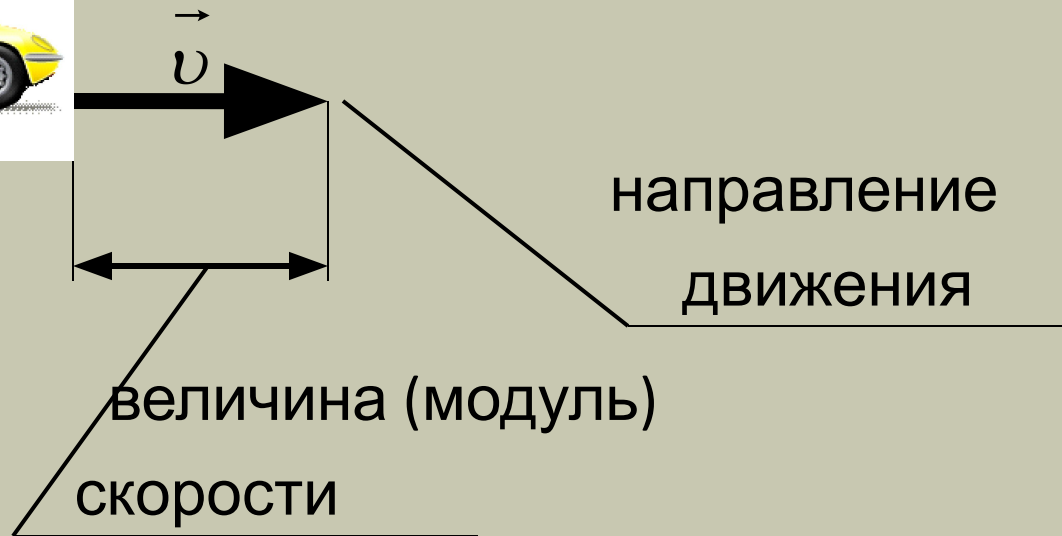 υ⃗
направление
движения
величина (модуль)
скорости